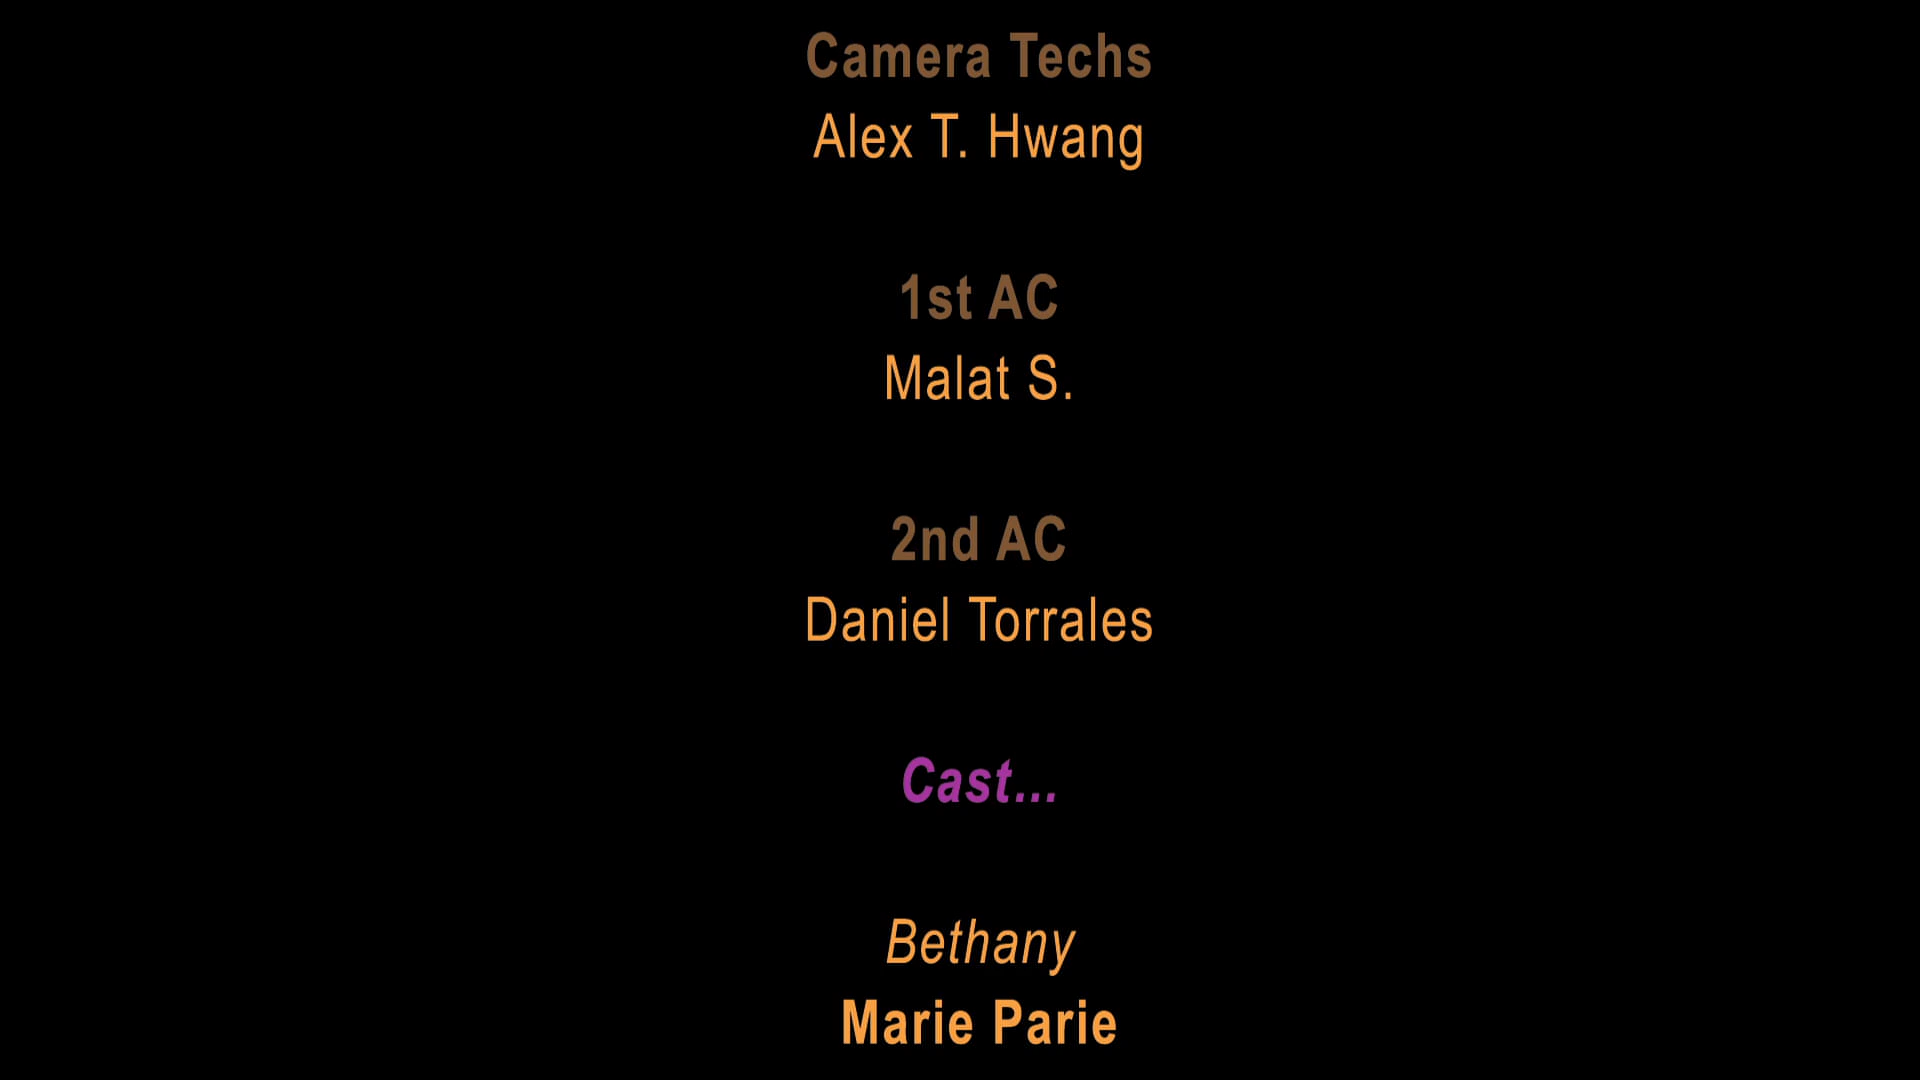 Camera Techs
Alex T. Hwang
1st AC
Malat S.
2nd AC
Daniel Torrales
Cast...
Bethany
Marie Parie